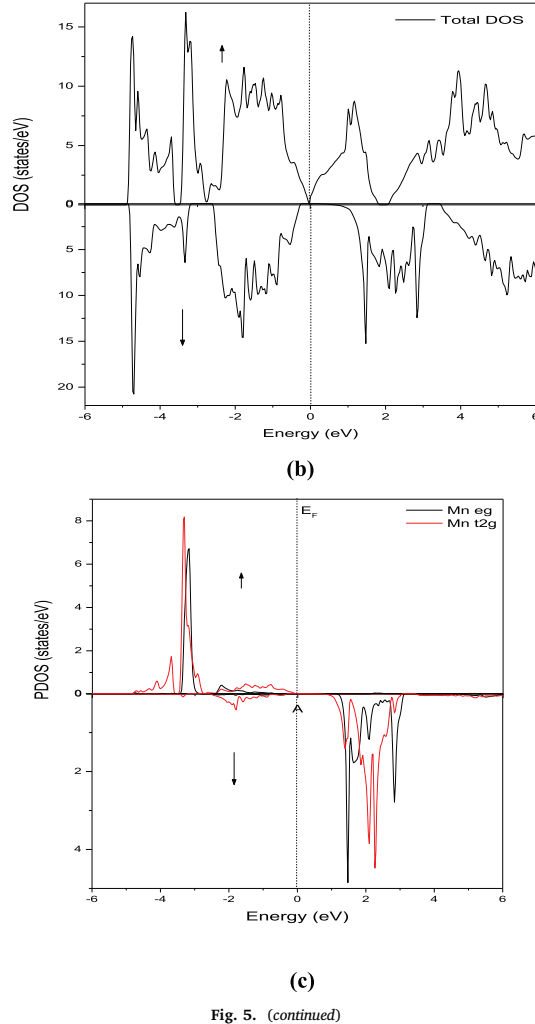 Total DOS
15
10
5
0
0
5
10
15
20
DOS (states/eV)
-6 -4 -2 0 2 4 6
Energy (eV)
(b)
E_F
Mn eg
Mn t2g
8
6
4
2
0
2
4
PDOS (states/eV)
A
-6 -4 -2 0 2 4 6
Energy (eV)
(c)
Fig. 5. (continued)